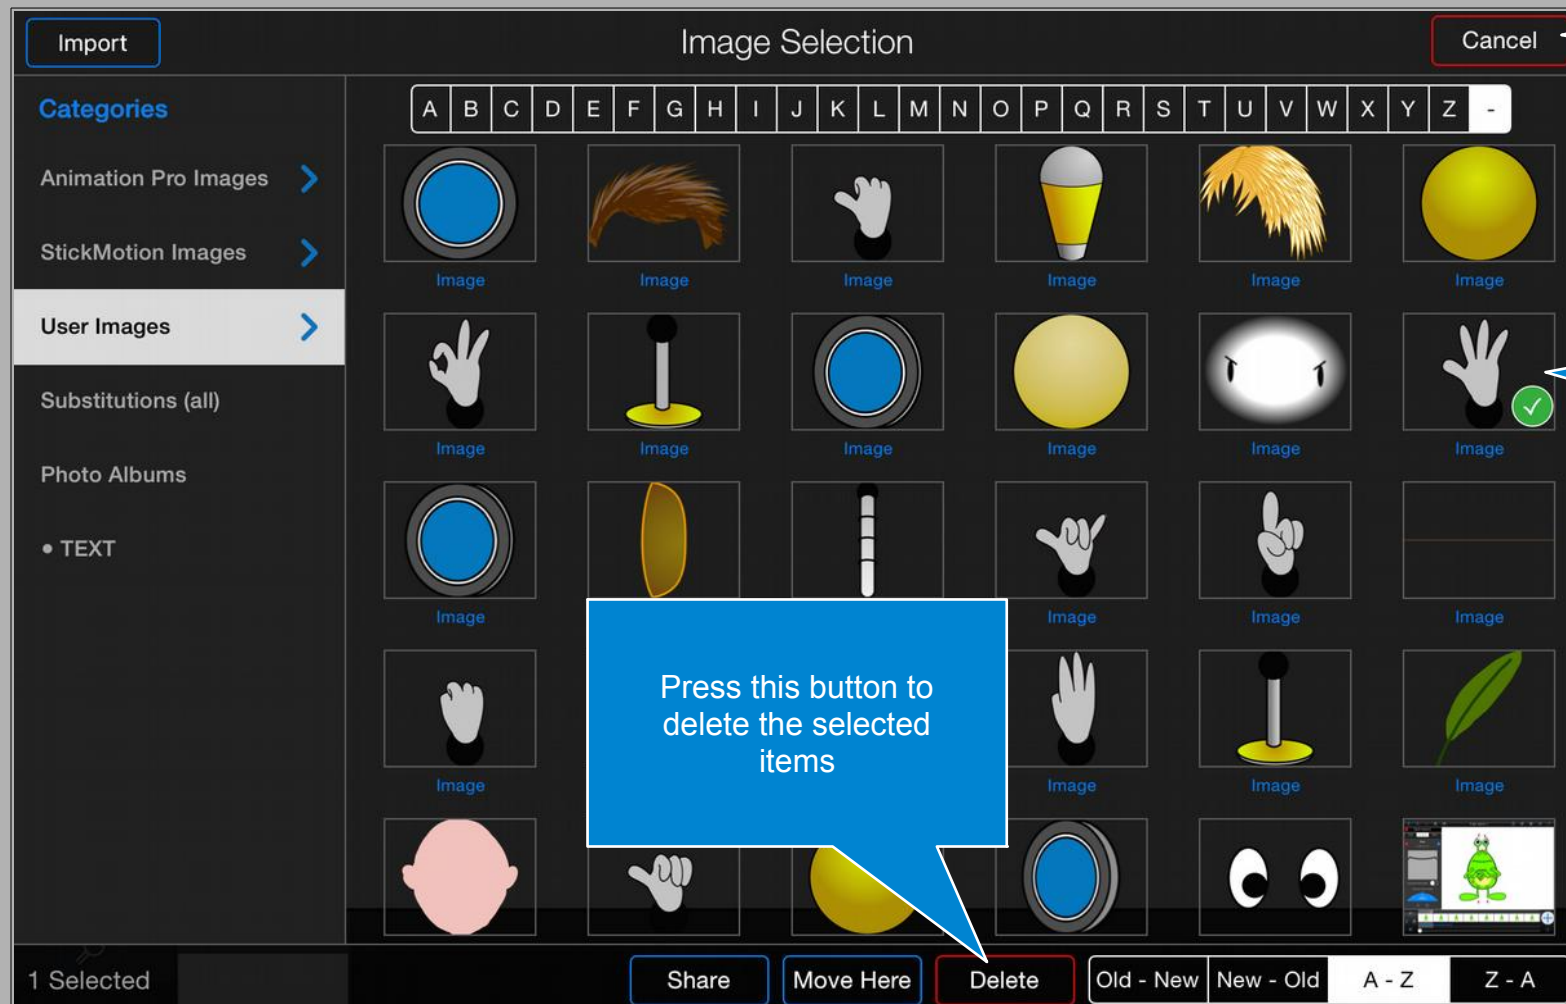 Import
Image Selection
Cancel
Categories
A B C D E F G H I J K L M N O P Q R S T U V W X Y Z -
Animation Pro Images
StickMotion Images
User Images
Substitutions (all)
Photo Albums
• TEXT
Image Image Image Image Image Image
Image Image Image Image Image Image
Image Image Image Image
Image Image Image Image
Press this button to
delete the selected
items
1 Selected
Share
Move Here
Delete
Old - New
New - Old
A - Z
Z - A